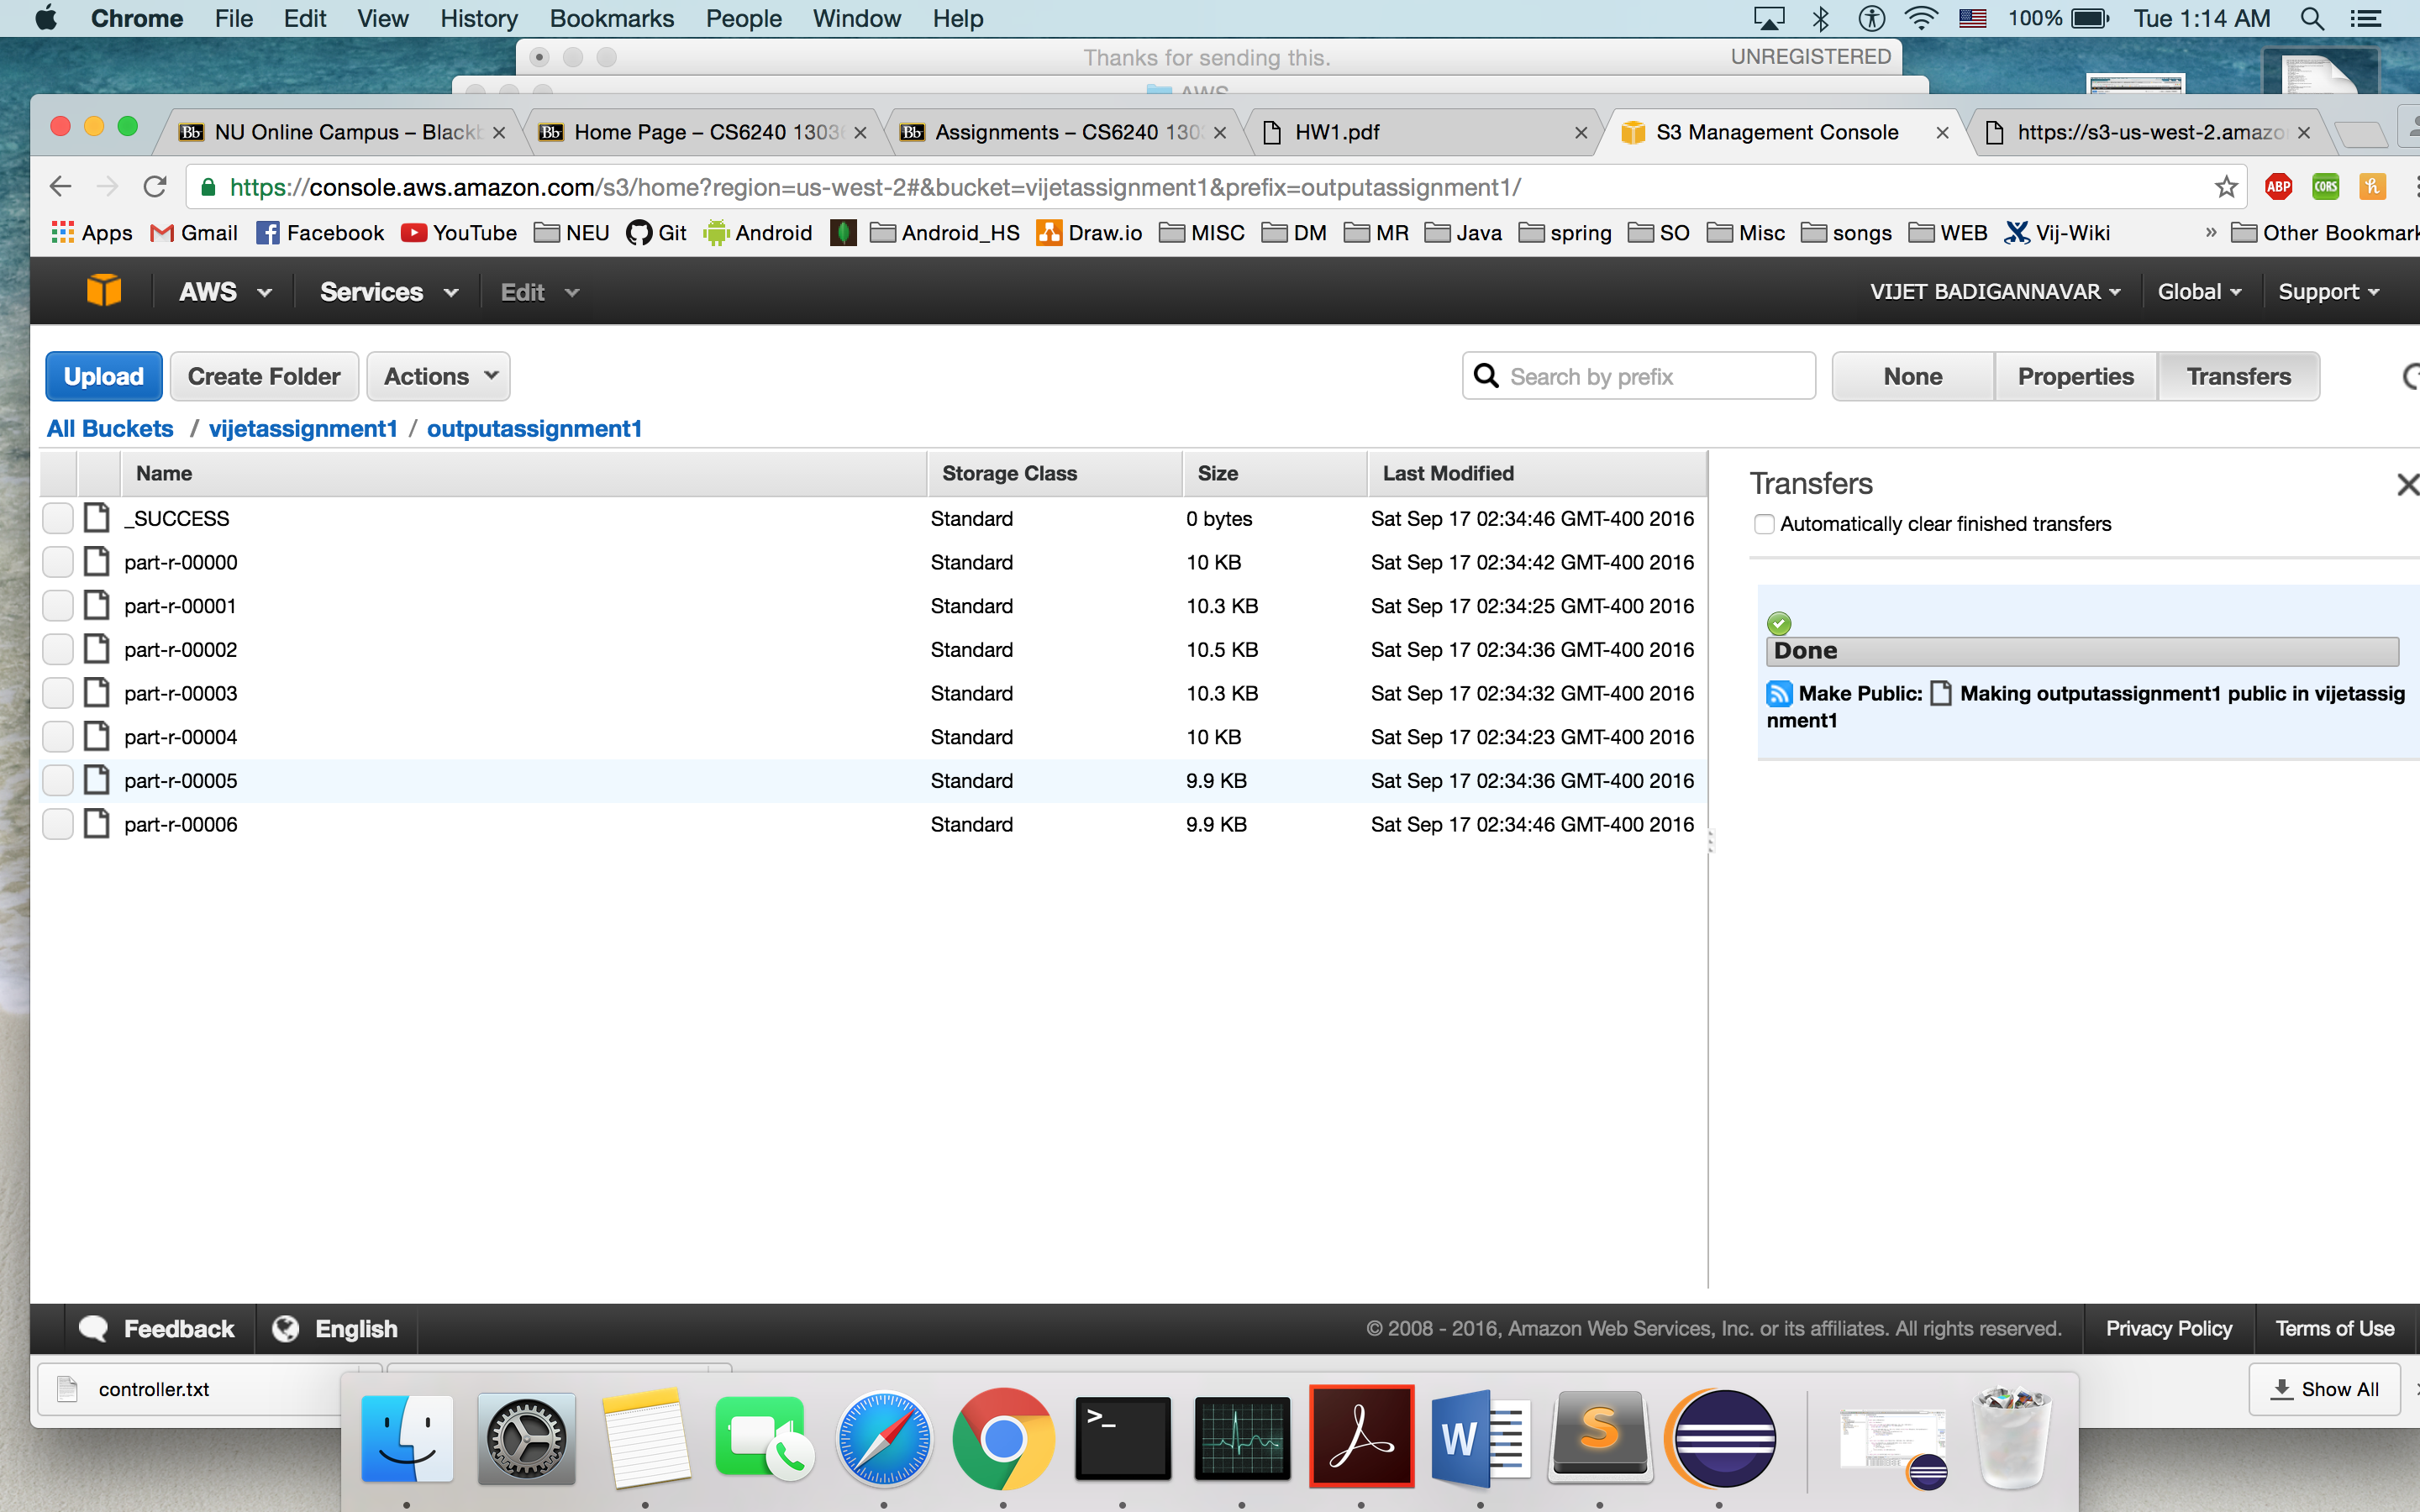 Chrome File Edit View History Bookmarks People Window Help 100% Tue 1:14 AM
Thanks for sending this. UNREGISTERED
AWS
NU Online Campus – Blackb Home Page – CS6240 1303 Assignments – CS6240 130 HW1.pdf S3 Management Console https://s3-us-west-2.amazo
https://console.aws.amazon.com/s3/home?region=us-west-2#&bucket=vijetassignment1&prefix=outputassignment1/ ABP CORS h
Apps Gmail Facebook YouTube NEU Git Android Android_HS Draw.io MISC DM MR Java spring SO Misc songs WEB Vij-Wiki » Other Bookmark
AWS Services Edit VIJET BADIGANNAVAR Global Support
Upload Create Folder Actions Search by prefix None Properties Transfers
All Buckets / vijetassignment1 / outputassignment1
Name Storage Class Size Last Modified
_SUCCESS Standard 0 bytes Sat Sep 17 02:34:46 GMT-400 2016
part-r-00000 Standard 10 KB Sat Sep 17 02:34:42 GMT-400 2016
part-r-00001 Standard 10.3 KB Sat Sep 17 02:34:25 GMT-400 2016
part-r-00002 Standard 10.5 KB Sat Sep 17 02:34:36 GMT-400 2016
part-r-00003 Standard 10.3 KB Sat Sep 17 02:34:32 GMT-400 2016
part-r-00004 Standard 10 KB Sat Sep 17 02:34:23 GMT-400 2016
part-r-00005 Standard 9.9 KB Sat Sep 17 02:34:36 GMT-400 2016
part-r-00006 Standard 9.9 KB Sat Sep 17 02:34:46 GMT-400 2016
Transfers
Automatically clear finished transfers
Done
Make Public: Making outputassignment1 public in vijetassig
nment1
Feedback English © 2008 - 2016, Amazon Web Services, Inc. or its affiliates. All rights reserved. Privacy Policy Terms of Use
controller.txt Show All